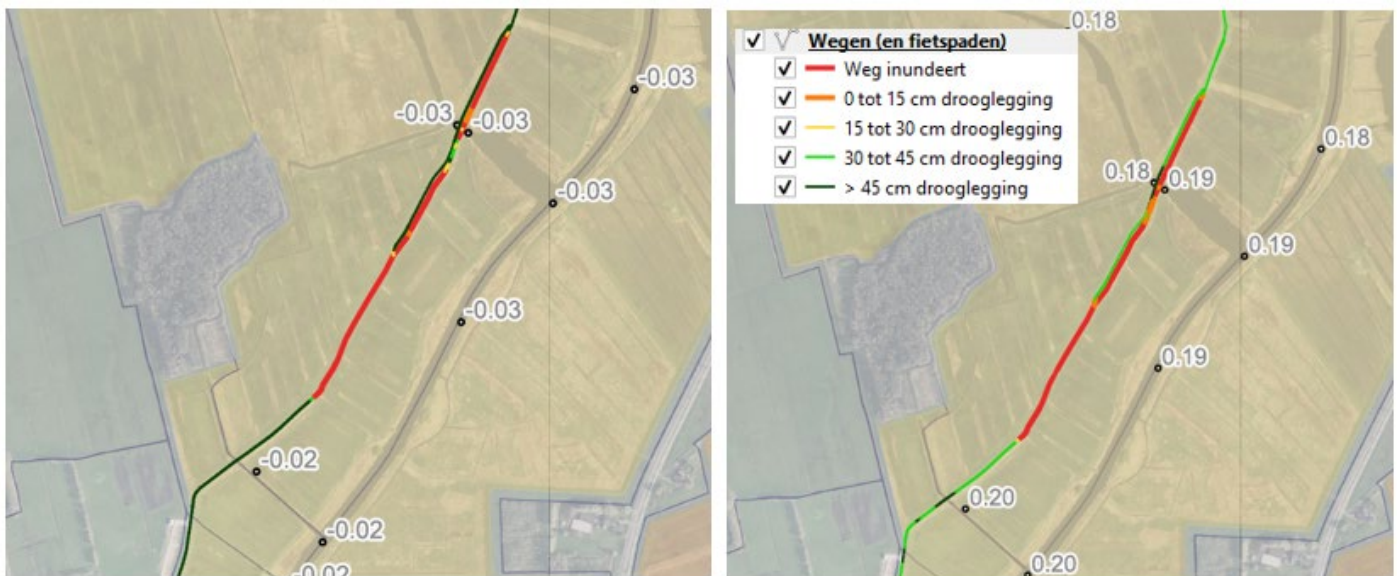 -0.03
-0.03
-0.03
-0.03
-0.03
-0.02
-0.02
-0.02
0.18
Wegen (en fietspaden)
Weg inundeert
0 tot 15 cm drooglegging
15 tot 30 cm drooglegging
30 tot 45 cm drooglegging
> 45 cm drooglegging
0.18
0.18
0.19
0.19
0.19
0.20
0.20